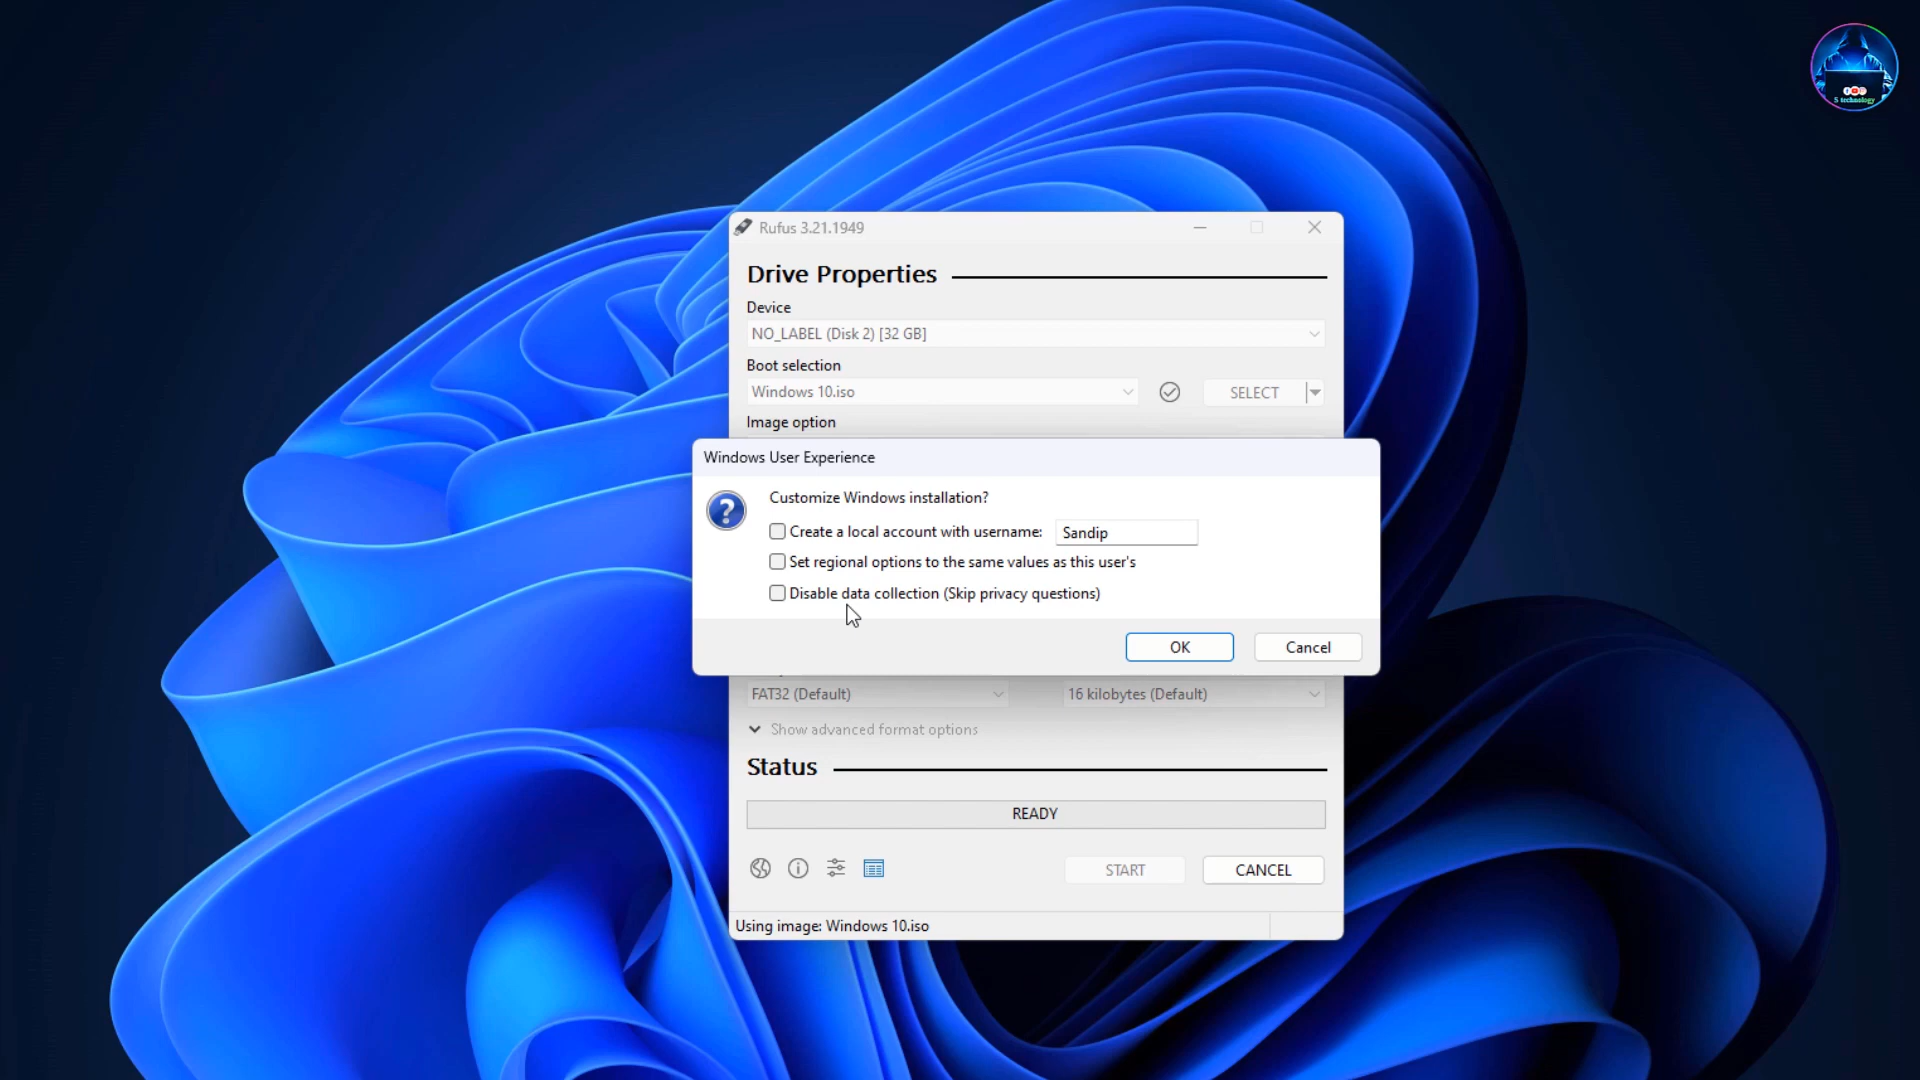 S technology
Rufus 3.21.1949
Drive Properties
Device
NO_LABEL (Disk 2) [32 GB]
Boot selection
Windows 10.iso
SELECT
Image option
Windows User Experience
?
Customize Windows installation?
Create a local account with username: Sandip
Set regional options to the same values as this user's
Disable data collection (Skip privacy questions)
OK Cancel
FAT32 (Default) 16 kilobytes (Default)
Show advanced format options
Status
READY
START CANCEL
Using image: Windows 10.iso